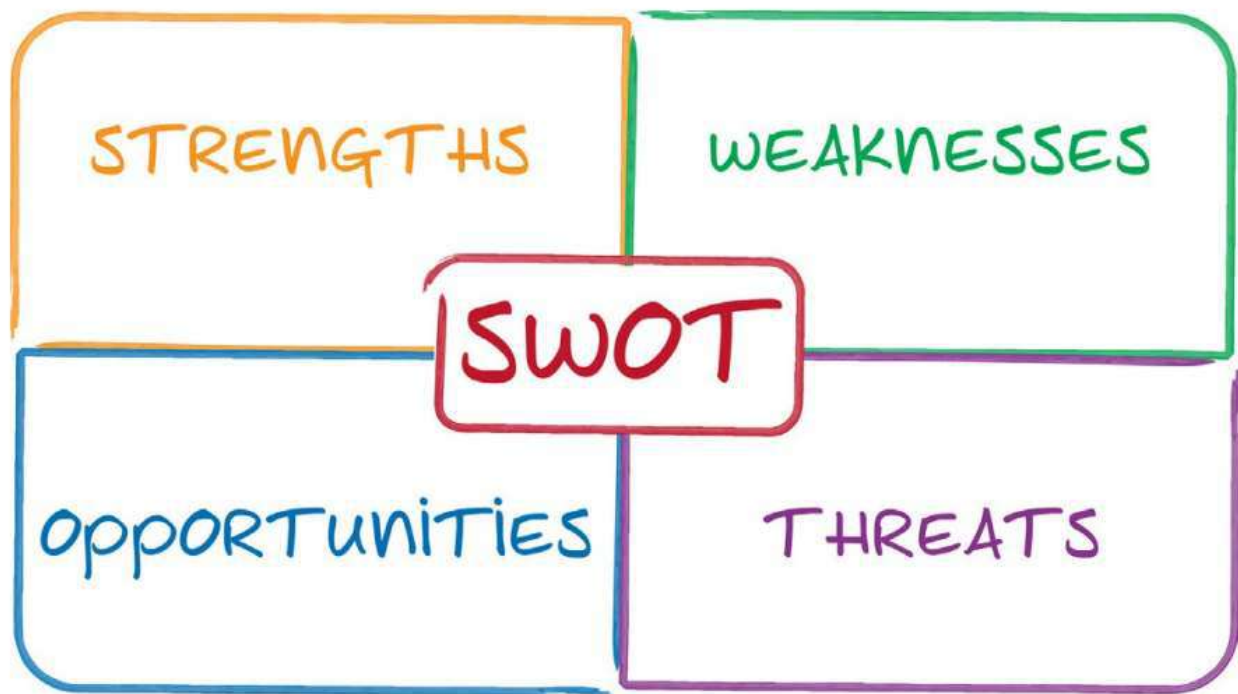 STRENGTHS
WEAKNESSES
SWOT
OPPORTUNITIES
THREATS